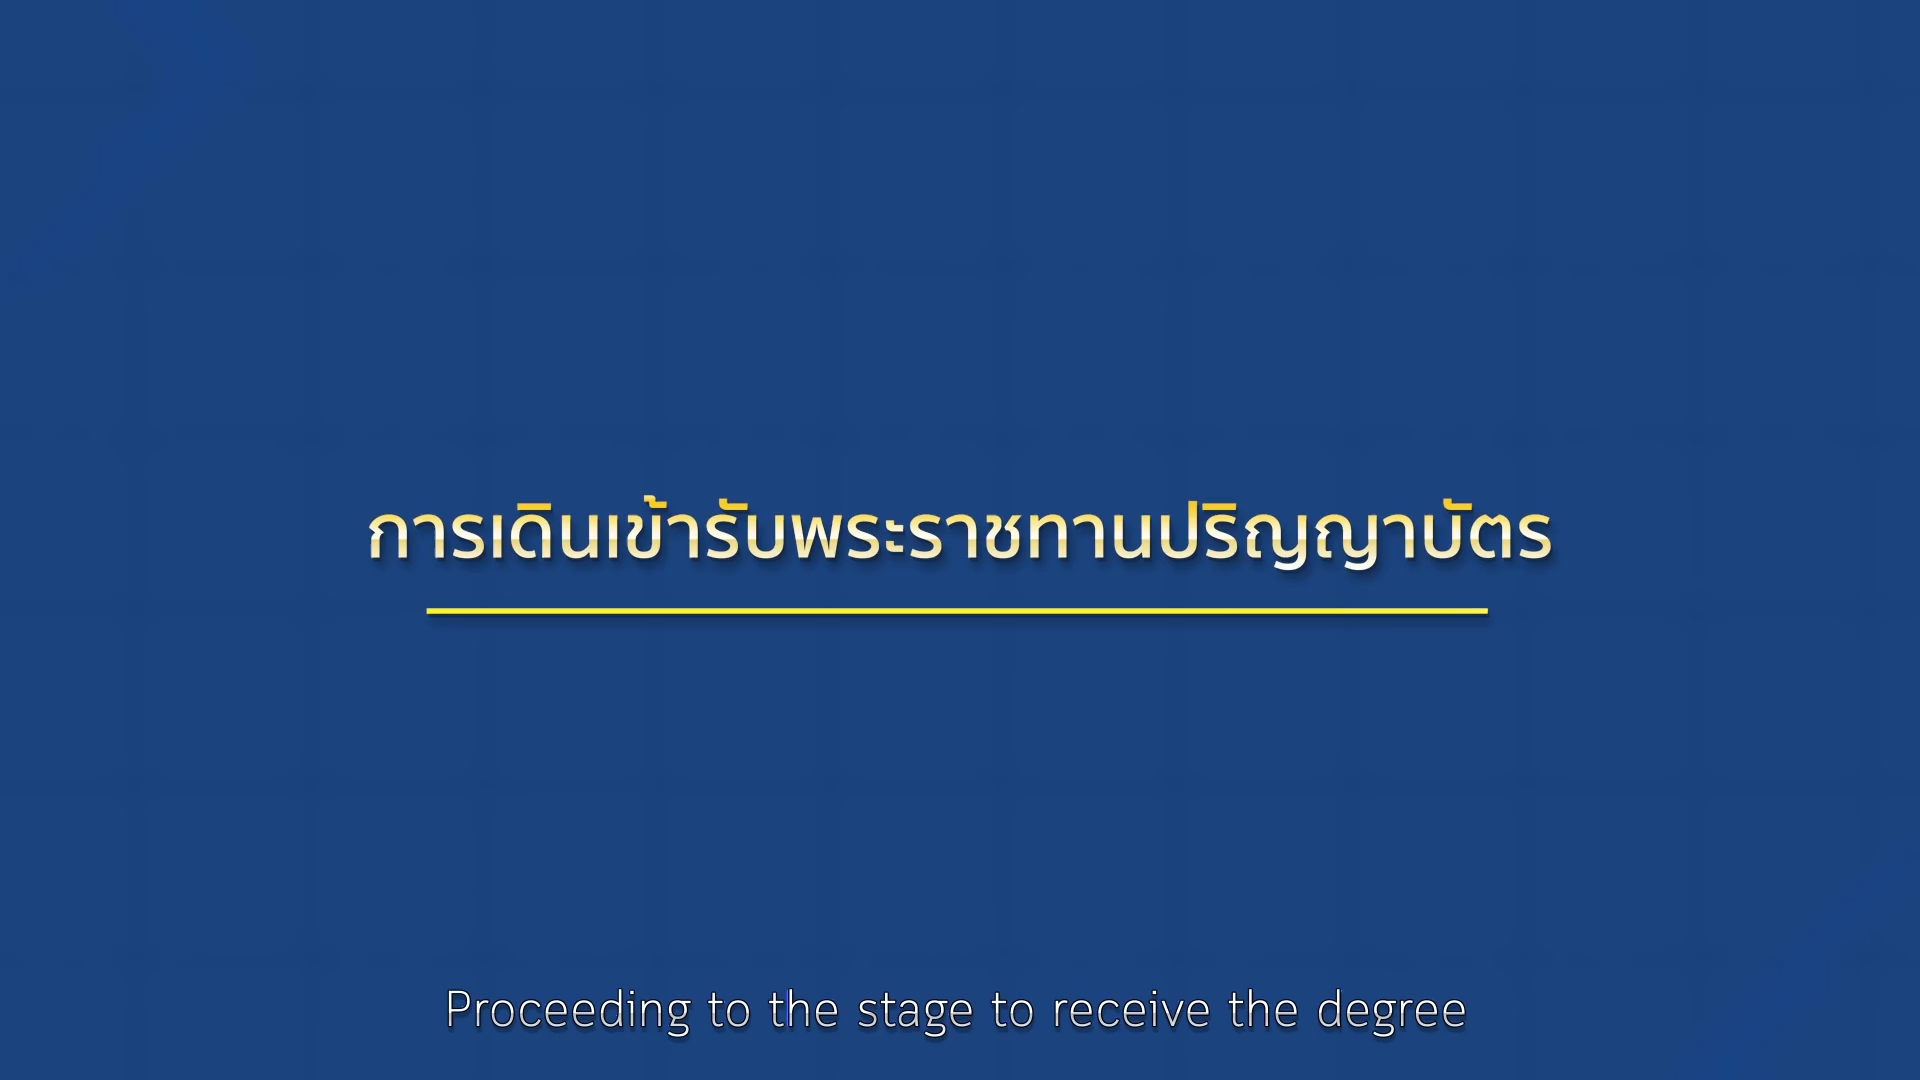 การเดินเข้ารับพระราชทานปริญญาบัตร
Proceeding to the stage to receive the degree